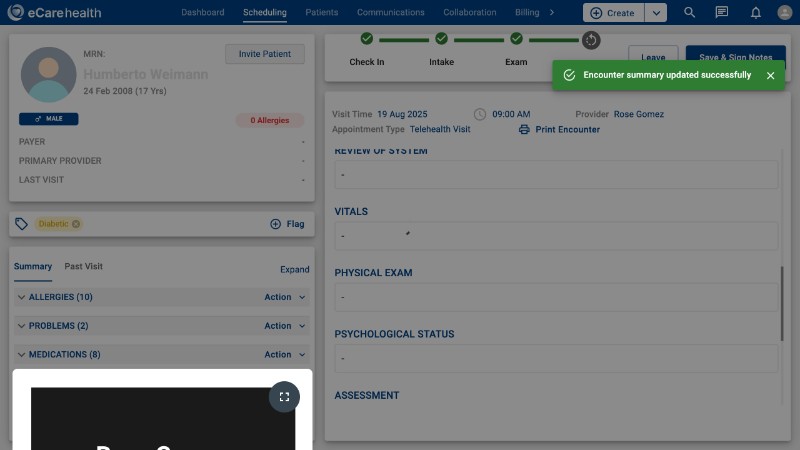 eCarehealth Dashboard Scheduling Patients Communications Collaboration Billing Create
MRN: Invite Patient
Humberto Weimann
24 Feb 2008 (17 Yrs)
MALE 0 Allergies
PAYER -
PRIMARY PROVIDER -
LAST VISIT -
Diabetic Flag
Summary Past Visit Expand
ALLERGIES (10) Action
PROBLEMS (2) Action
MEDICATIONS (8) Action
Check In Intake Exam Leave Save & Sign Notes
Encounter summary updated successfully
Visit Time 19 Aug 2025 09:00 AM Provider Rose Gomez
Appointment Type Telehealth Visit Print Encounter
REVIEW OF SYSTEM
-
VITALS
-
PHYSICAL EXAM
-
PSYCHOLOGICAL STATUS
-
ASSESSMENT